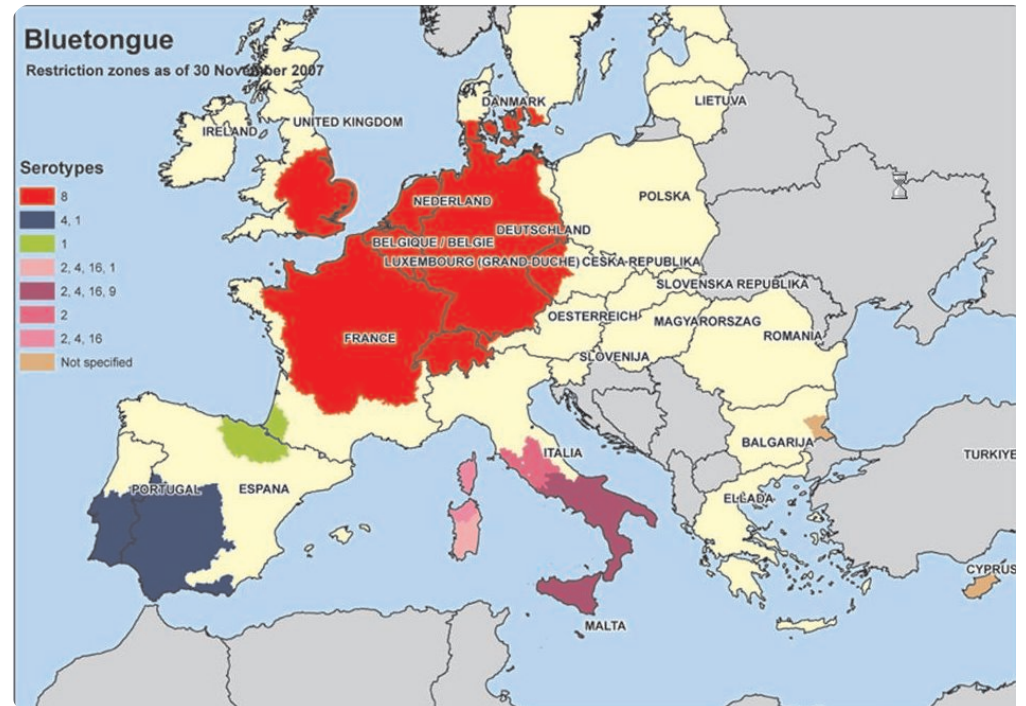 Bluetongue
Restriction zones as of 30 November 2007
Serotypes
8
4, 1
1
2, 4, 16, 1
2, 4, 16, 9
2
2, 4, 16
Not specified
DANMARK
LIETUVA
UNITED KINGDOM
IRELAND
NEDERLAND
POLSKA
DEUTSCHLAND
BELGIQUE / BELGIE
LUXEMBOURG (GRAND-DUCHE)
CESKA REPUBLIKA
SLOVENSKA REPUBLIKA
OESTERREICH
MAGYARORSZAG
ROMANIA
FRANCE
SLOVENIJA
BALGARIJA
ITALIA
TURKIYE
PORTUGAL
ESPANA
ELLADA
CYPRUS
MALTA